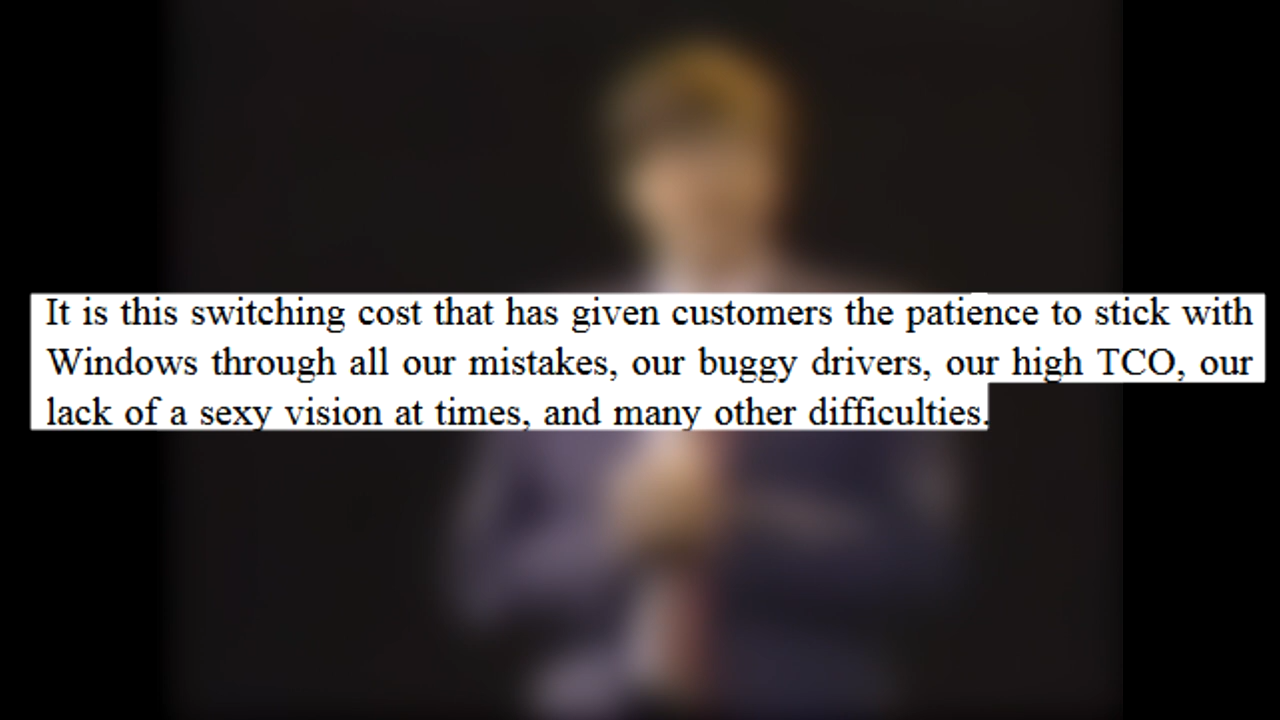 It is this switching cost that has given customers the patience to stick with
Windows through all our mistakes, our buggy drivers, our high TCO, our
lack of a sexy vision at times, and many other difficulties.